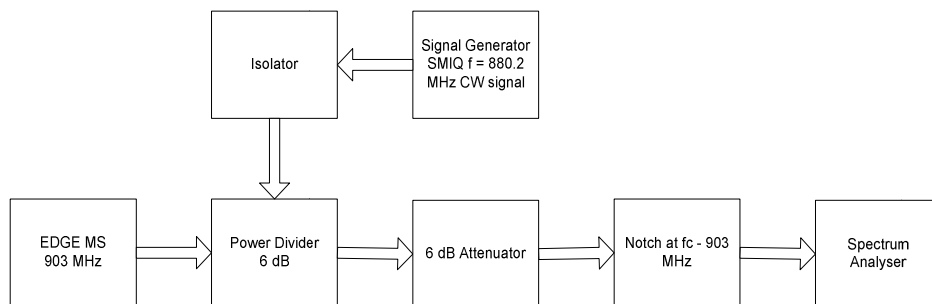 Isolator
Signal Generator
SMIQ f = 880.2
MHz CW signal
EDGE MS
903 MHz
Power Divider
6 dB
6 dB Attenuator
Notch at fc - 903
MHz
Spectrum
Analyser